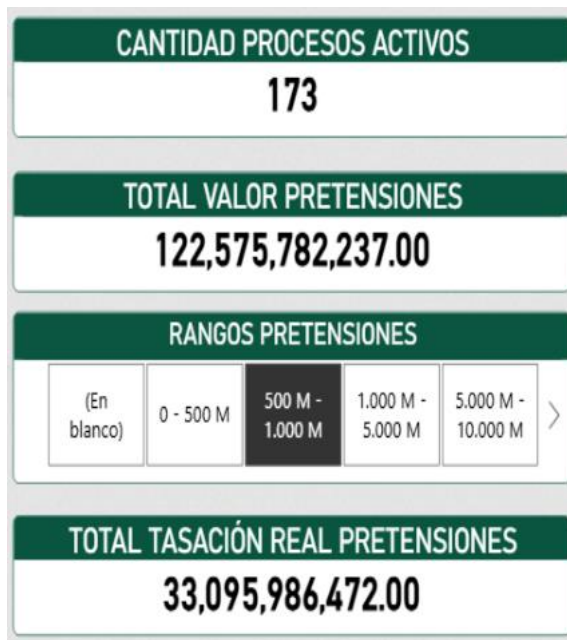 CANTIDAD PROCESOS ACTIVOS
173
TOTAL VALOR PRETENSIONES
122,575,782,237.00
RANGOS PRETENSIONES
(En
blanco)
0 - 500 M
500 M -
1.000 M
1.000 M -
5.000 M
5.000 M -
10.000 M
TOTAL TASACIÓN REAL PRETENSIONES
33,095,986,472.00